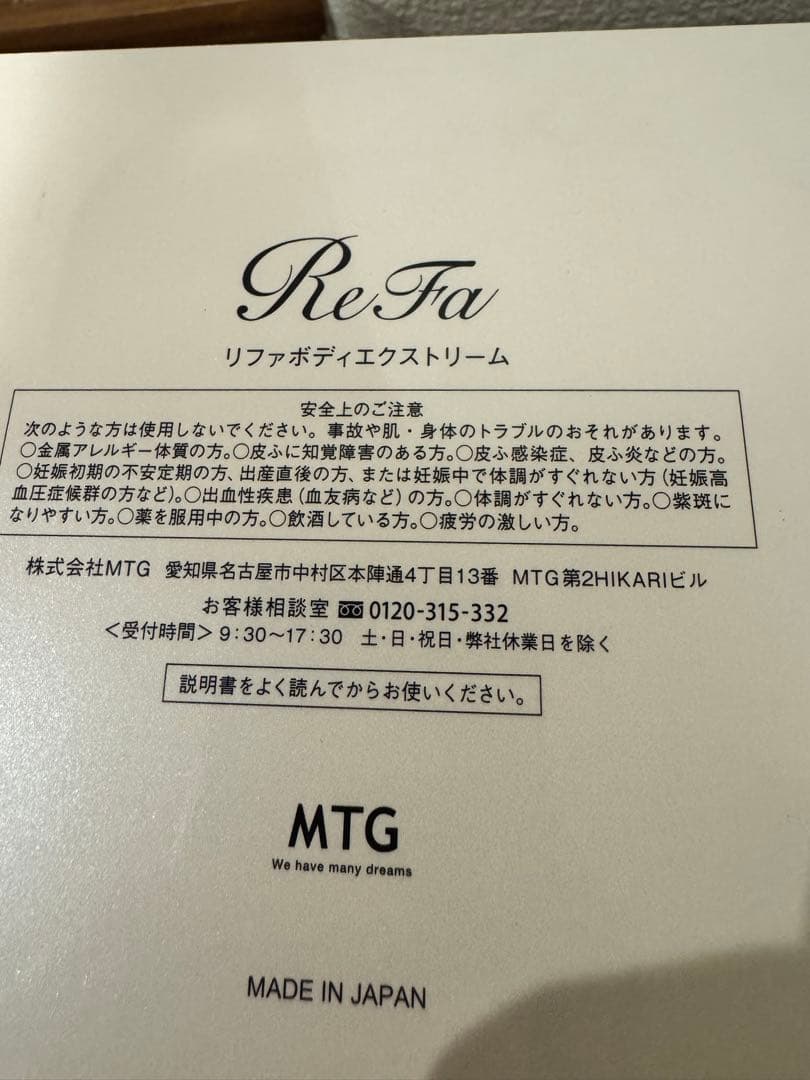 ReFa
リファボディエクストリーム
安全上のご注意
次のような方は使用しないでください。事故や肌・身体のトラブルのおそれがあります。
○金属アレルギー体質の方。○皮ふに知覚障害のある方。○皮ふ感染症、皮ふ炎などの方。
○妊娠初期の不安定期の方、出産直後の方、または妊娠中で体調がすぐれない方（妊娠高
血圧症候群の方など）。○出血性疾患（血友病など）の方。○体調がすぐれない方。○紫斑に
なりやすい方。○薬を服用中の方。○飲酒している方。○疲労の激しい方。
株式会社MTG 愛知県名古屋市中村区本陣通4丁目13番 MTG第2HIKARIビル
お客様相談室 0120-315-332
＜受付時間＞9:30〜17:30 土・日・祝日・弊社休業日を除く
説明書をよく読んでからお使いください。
MTG
We have many dreams
MADE IN JAPAN